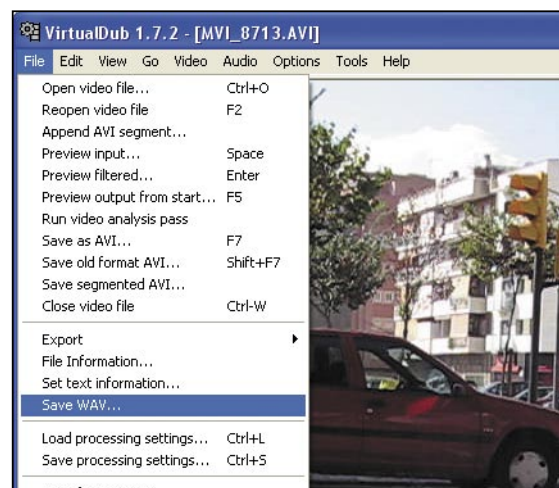 VirtualDub 1.7.2 - [MVI_8713.AVI]
File Edit View Go Video Audio Options Tools Help
Open video file... Ctrl+O
Reopen video file F2
Append AVI segment...
Preview input... Space
Preview filtered... Enter
Preview output from start... F5
Run video analysis pass
Save as AVI... F7
Save old format AVI... Shift+F7
Save segmented AVI...
Close video file Ctrl-W
Export
File Information...
Set text information...
Save WAV...
Load processing settings... Ctrl+L
Save processing settings... Ctrl+S